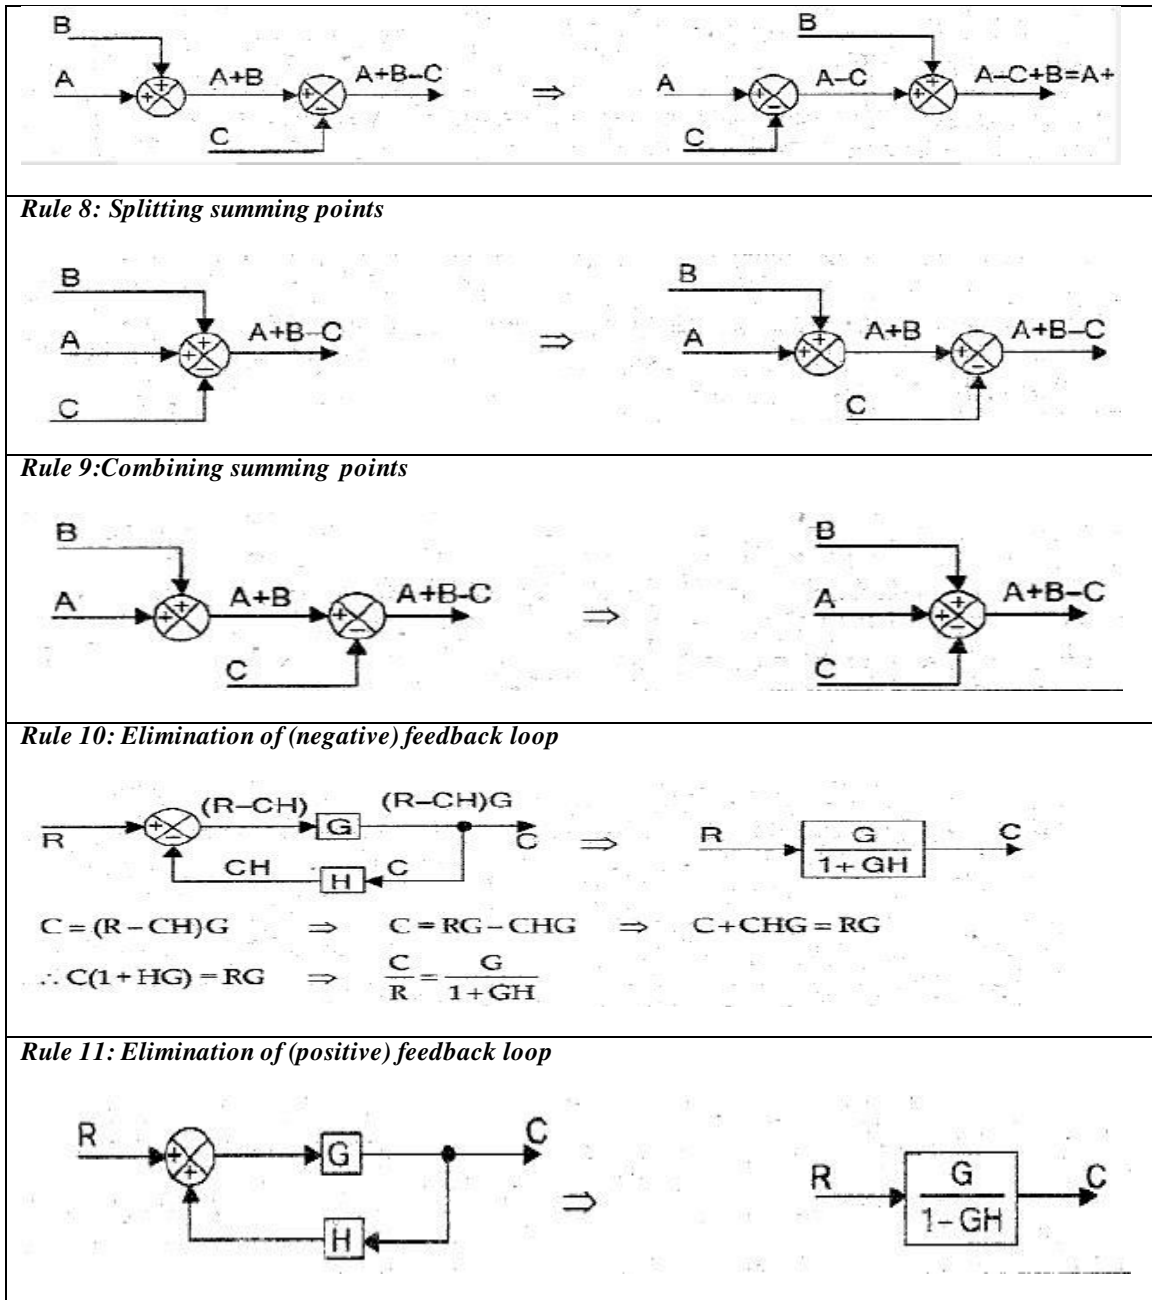 B
A
A+B
A+B–C
C
⇒
B
A
A–C
A–C+B=A+
C
Rule 8: Splitting summing points
B
A
A+B–C
C
⇒
B
A
A+B
A+B–C
C
Rule 9:Combining summing points
B
A
A+B
A+B–C
C
⇒
B
A
A+B–C
C
Rule 10: Elimination of (negative) feedback loop
(R–CH)
(R–CH)G
R
G
C
CH
H
C
⇒
R
G
1+GH
C
C = (R – CH)G ⇒ C = RG – CHG ⇒ C + CHG = RG
∴ C(1 + HG) = RG ⇒ C/R = G/1 + GH
Rule 11: Elimination of (positive) feedback loop
R
G
C
H
⇒
R
G
1–GH
C